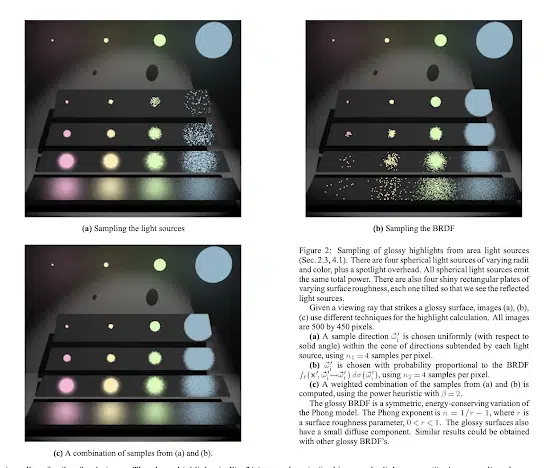 (a) Sampling the light sources
(b) Sampling the BRDF
(c) A combination of samples from (a) and (b).
Figure 2: Sampling of glossy highlights from area light sources
(Sec. 2.3, 4.1). There are four spherical light sources of varying radii
and color, plus a spotlight overhead. All spherical light sources emit
the same total power. There are also four shiny rectangular plates of
varying surface roughness, each one tilted so that we see the reflected
light sources.
Given a viewing ray that strikes a glossy surface, images (a), (b),
(c) use different techniques for the highlight calculation. All images
are 500 by 450 pixels.
(a) A sample direction ω⃗′ᵢ is chosen uniformly (with respect to
solid angle) within the cone of directions subtended by each light
source, using n₁ = 4 samples per pixel.
(b) ω⃗′ᵢ is chosen with probability proportional to the BRDF
fᵣ(x′, ω⃗′ᵢ↔ω⃗′ᵣ) dσ(ω⃗′ᵢ), using n₂ = 4 samples per pixel.
(c) A weighted combination of the samples from (a) and (b) is
computed, using the power heuristic with β = 2.
The glossy BRDF is a symmetric, energy-conserving variation of
the Phong model. The Phong exponent is n = 1/r − 1, where r is
a surface roughness parameter, 0 < r < 1. The glossy surfaces also
have a small diffuse component. Similar results could be obtained
with other glossy BRDF's.